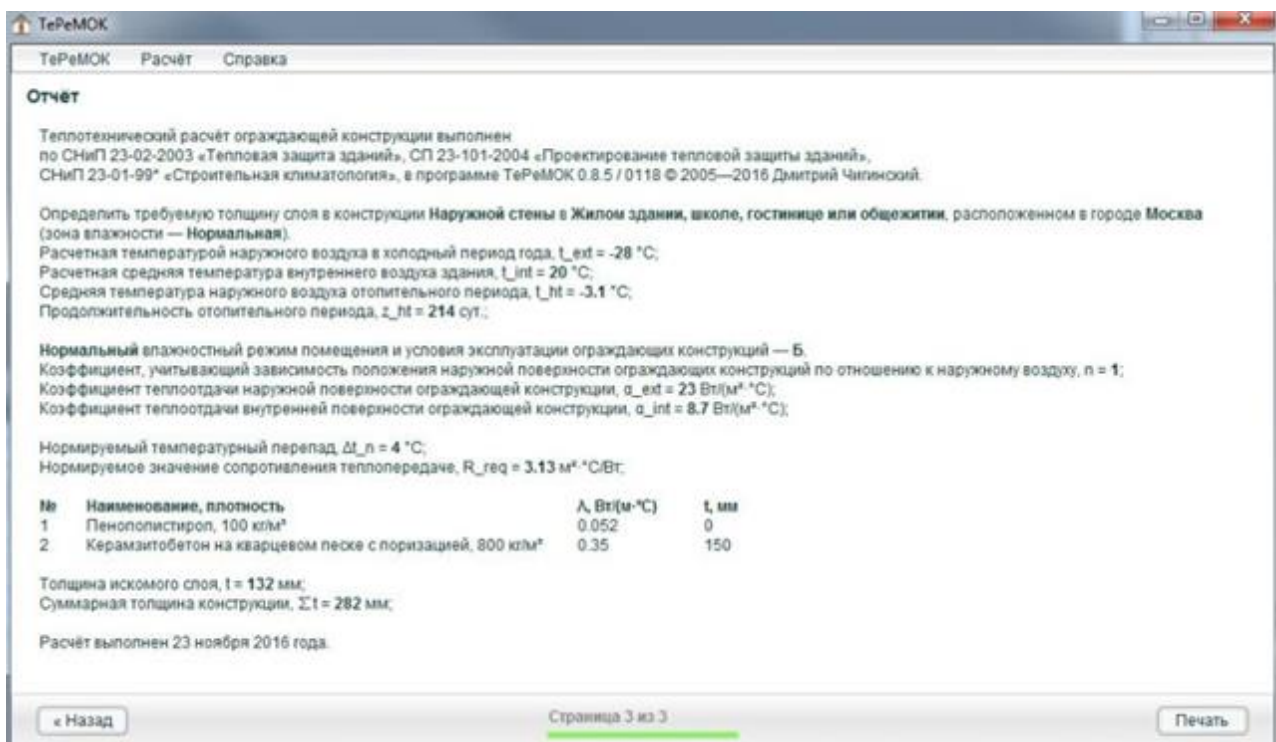 ТеРеМОК
ТеРеМОК Расчёт Справка
Отчёт
Теплотехнический расчёт ограждающей конструкции выполнен
по СНиП 23-02-2003 «Тепловая защита зданий», СП 23-101-2004 «Проектирование тепловой защиты зданий»,
СНиП 23-01-99* «Строительная климатология», в программе ТеРеМОК 0.8.5 / 0118 © 2005—2016 Дмитрий Чигинский.
Определить требуемую толщину слоя в конструкции Наружной стены в Жилом здании, школе, гостинице или общежитии, расположенном в городе Москва
(зона влажности — Нормальная).
Расчетная температурой наружного воздуха в холодный период года, t_ext = -28 °C;
Расчетная средняя температура внутреннего воздуха здания, t_int = 20 °C;
Средняя температура наружного воздуха отопительного периода, t_ht = -3.1 °C;
Продолжительность отопительного периода, z_ht = 214 сут.;
Нормальный влажностный режим помещения и условия эксплуатации ограждающих конструкций — Б.
Коэффициент, учитывающий зависимость положения наружной поверхности ограждающих конструкций по отношению к наружному воздуху, n = 1;
Коэффициент теплоотдачи наружной поверхности ограждающей конструкции, α_ext = 23 Вт/(м²·°C);
Коэффициент теплоотдачи внутренней поверхности ограждающей конструкции, α_int = 8.7 Вт/(м²·°C);
Нормируемый температурный перепад, Δt_n = 4 °C;
Нормируемое значение сопротивления теплопередаче, R_req = 3.13 м²·°C/Вт;
№ Наименование, плотность λ, Вт/(м·°C) t, мм
1 Пенополистирол, 100 кг/м³ 0.052 0
2 Керамзитобетон на кварцевом песке с поризацией, 800 кг/м³ 0.35 150
Толщина искомого слоя, t = 132 мм;
Суммарная толщина конструкции, ∑t = 282 мм;
Расчёт выполнен 23 ноября 2016 года.
« Назад Страница 3 из 3 Печать